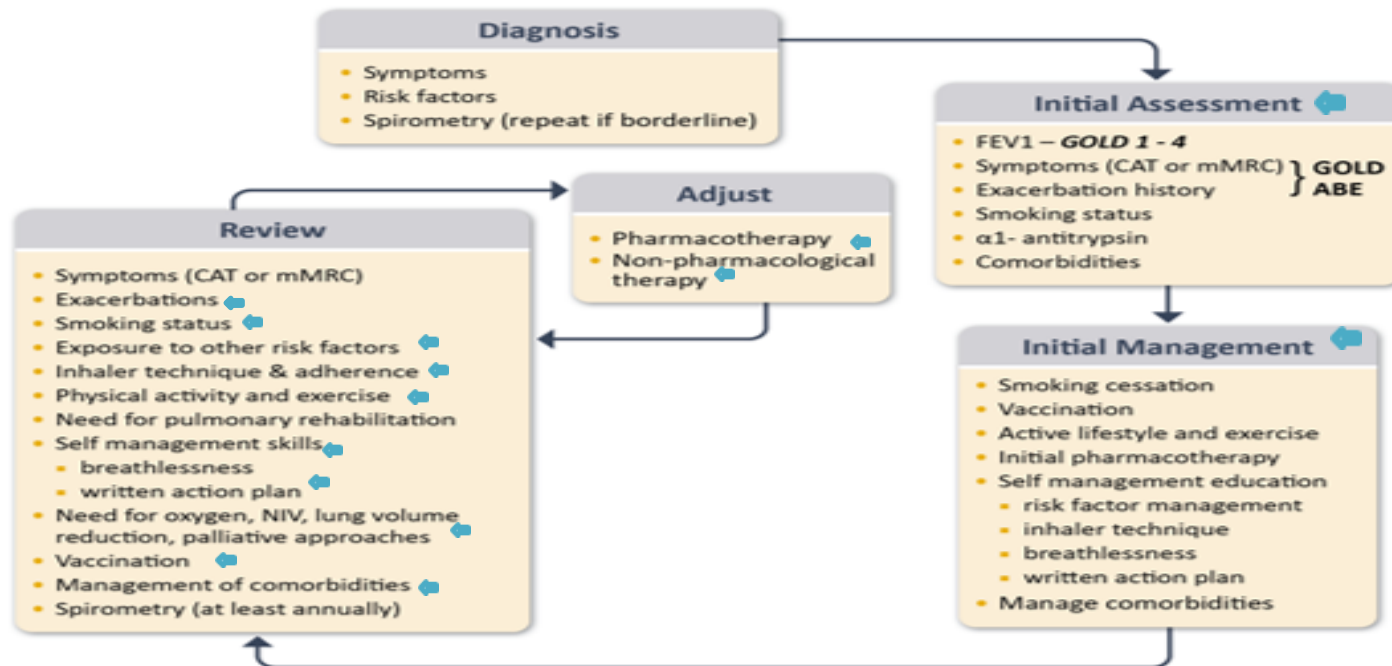 Diagnosis
• Symptoms
• Risk factors
• Spirometry (repeat if borderline)
Initial Assessment
• FEV1 – GOLD 1 - 4
• Symptoms (CAT or mMRC) } GOLD
• Exacerbation history ABE
• Smoking status
• α1- antitrypsin
• Comorbidities
Initial Management
• Smoking cessation
• Vaccination
• Active lifestyle and exercise
• Initial pharmacotherapy
• Self management education
▪ risk factor management
▪ inhaler technique
▪ breathlessness
▪ written action plan
• Manage comorbidities
Review
• Symptoms (CAT or mMRC)
• Exacerbations
• Smoking status
• Exposure to other risk factors
• Inhaler technique & adherence
• Physical activity and exercise
• Need for pulmonary rehabilitation
• Self management skills
▪ breathlessness
▪ written action plan
• Need for oxygen, NIV, lung volume
reduction, palliative approaches
• Vaccination
• Management of comorbidities
• Spirometry (at least annually)
Adjust
• Pharmacotherapy
• Non-pharmacological
therapy